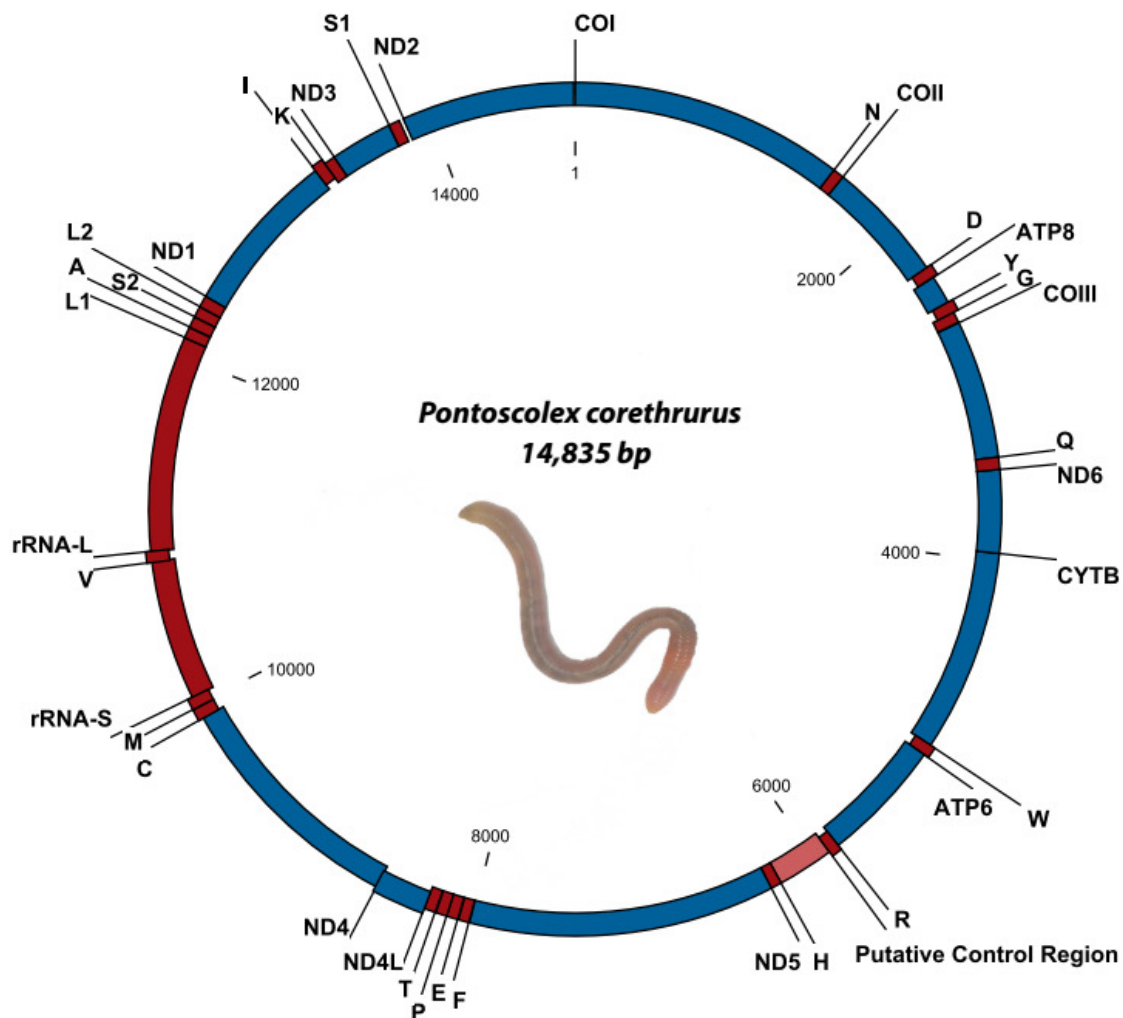 COI
S1
ND2
I
ND3
K
N
COII
1
14000
D
ATP8
Y
G
COIII
2000
L2
ND1
A
S2
L1
12000
Pontoscolex corethrurus
14,835 bp
Q
ND6
4000
CYTB
rRNA-L
V
10000
rRNA-S
M
C
6000
ATP6
W
8000
R
ND4
Putative Control Region
ND4L
ND5
H
T
E
F
P